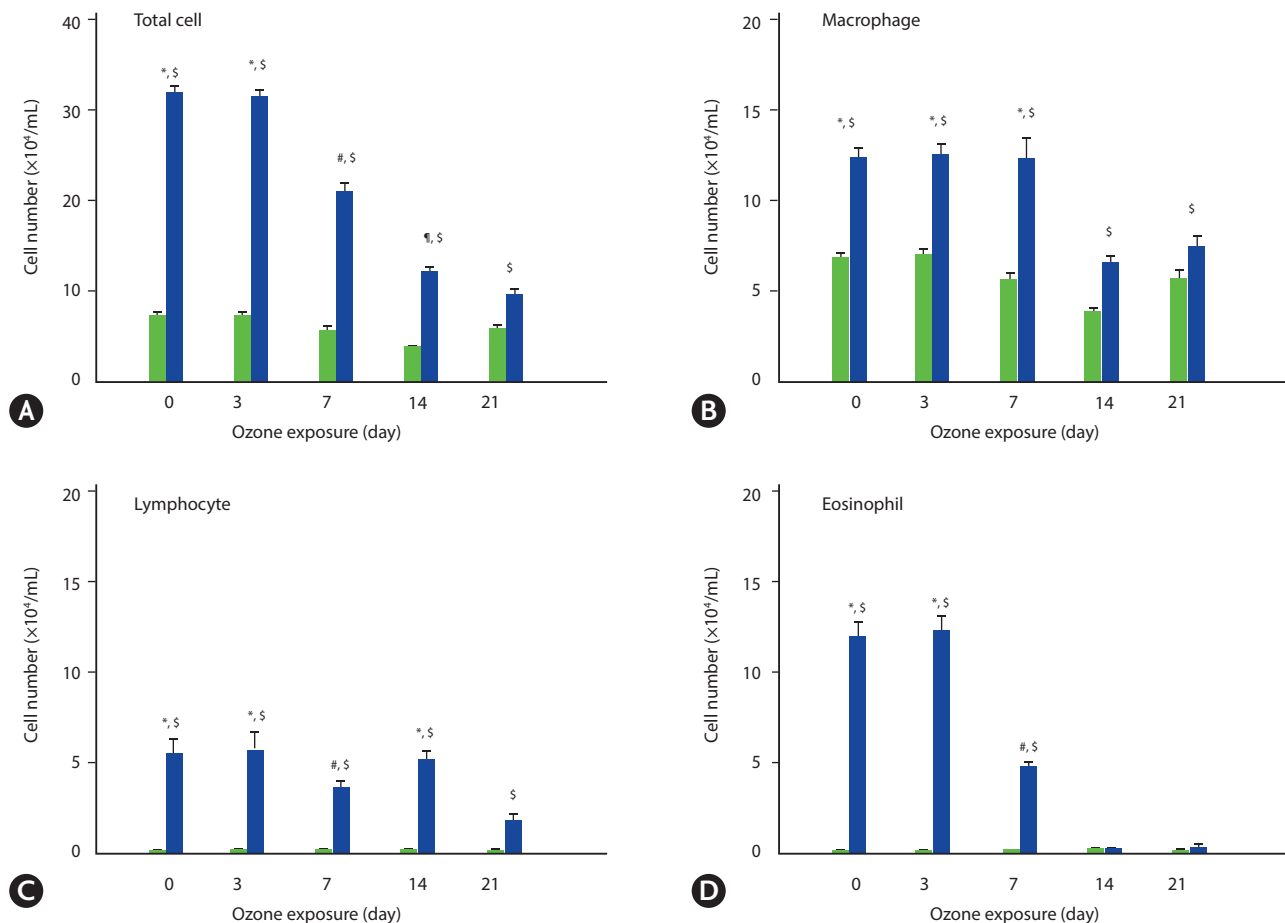 Total cell
40
30
20
10
0
Cell number (×10⁴/mL)
*, $
*, $
#, $
¶, $
$
0 3 7 14 21
Ozone exposure (day)
A
Macrophage
20
15
10
5
0
Cell number (×10⁴/mL)
*, $
*, $
*, $
$
$
0 3 7 14 21
Ozone exposure (day)
B
Lymphocyte
20
15
10
5
0
Cell number (×10⁴/mL)
*, $
*, $
#, $
*, $
$
0 3 7 14 21
Ozone exposure (day)
C
Eosinophil
20
15
10
5
0
Cell number (×10⁴/mL)
*, $
*, $
#, $
0 3 7 14 21
Ozone exposure (day)
D